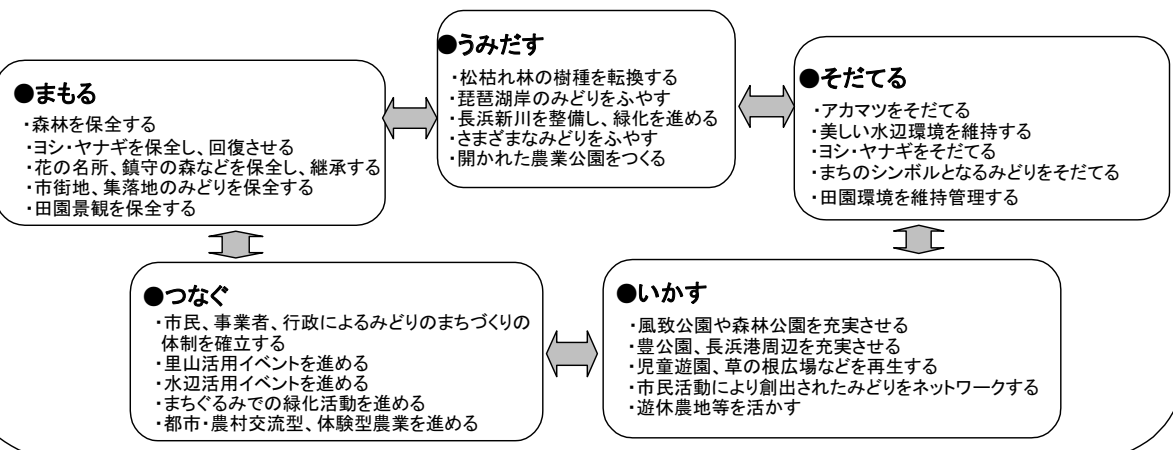 ●まもる
・森林を保全する
・ヨシ・ヤナギを保全し、回復させる
・花の名所、鎮守の森などを保全し、継承する
・市街地、集落地のみどりを保全する
・田園景観を保全する
●うみだす
・松枯れ林の樹種を転換する
・琵琶湖岸のみどりをふやす
・長浜新川を整備し、緑化を進める
・さまざまなみどりをふやす
・開かれた農業公園をつくる
●そだてる
・アカマツをそだてる
・美しい水辺環境を維持する
・ヨシ・ヤナギをそだてる
・まちのシンボルとなるみどりをそだてる
・田園環境を維持管理する
●つなぐ
・市民、事業者、行政によるみどりのまちづくりの
体制を確立する
・里山活用イベントを進める
・水辺活用イベントを進める
・まちぐるみでの緑化活動を進める
・都市・農村交流型、体験型農業を進める
●いかす
・風致公園や森林公園を充実させる
・豊公園、長浜港周辺を充実させる
・児童遊園、草の根広場などを再生する
・市民活動により創出されたみどりをネットワークする
・遊休農地等を活かす